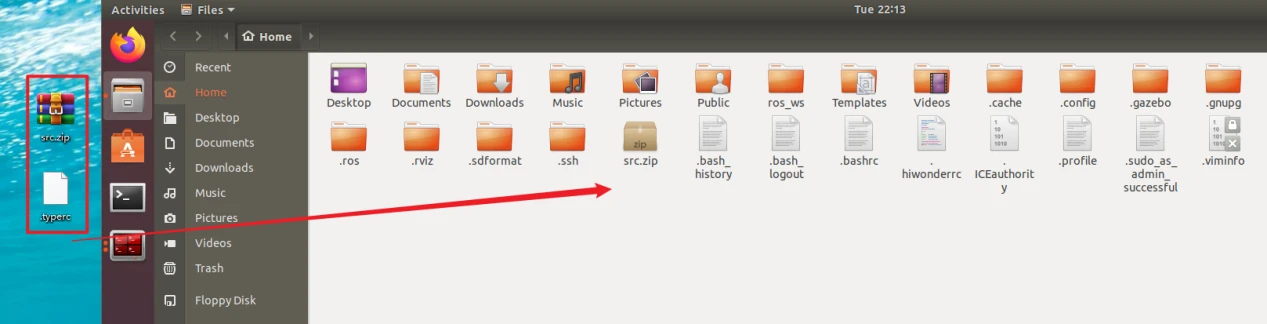 Activities
Files
Tue 22:13
Home
src.zip
.typerc
Recent
Home
Desktop
Documents
Downloads
Music
Pictures
Videos
Trash
Floppy Disk
Desktop
Documents
Downloads
Music
Pictures
Public
ros_ws
Templates
Videos
.cache
.config
.gazebo
.gnupg
.ros
.rviz
.sdformat
.ssh
zip
src.zip
.bash_
history
.bash_
logout
.bashrc
.
hiwonderrc
.
ICEauthorit
y
.profile
.sudo_as_
admin_
successful
.viminfo